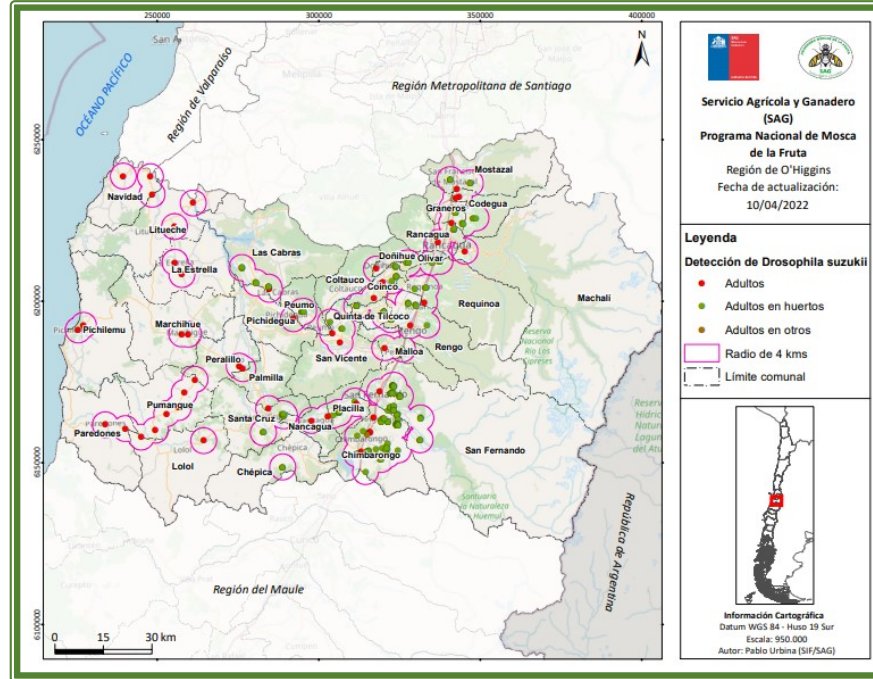 250000
300000
350000
400000
6250000
6200000
6150000
6100000
San A
OCÉANO PACÍFICO
Región de Valparaíso
Región Metropolitana de Santiago
N
Mostazal
Codegua
Graneros
Rancagua
Navidad
Litueche
La Estrella
Las Cabras
Doñihue
Olivar
Coltauco
Coinco
Machalí
Requinoa
Peumo
Pichidegua
Quinta de Tilcoco
Pichilemu
Marchihue
Rengo
San Vicente
Malloa
Peralillo
Palmilla
Pumanque
Placilla
Santa Cruz
Nancagua
Paredones
San Fernando
Lolol
Chimbarongo
Chépica
Región del Maule
República de Argentina
0 15 30 km
Servicio Agrícola y Ganadero
(SAG)
Programa Nacional de Mosca
de la Fruta
Región de O'Higgins
Fecha de actualización:
10/04/2022
Leyenda
Detección de Drosophila suzukii
Adultos
Adultos en huertos
Adultos en otros
Radio de 4 kms
Límite comunal
Información Cartográfica
Datum WGS 84 - Huso 19 Sur
Escala: 950.000
Autor: Pablo Urbina (SIF/SAG)